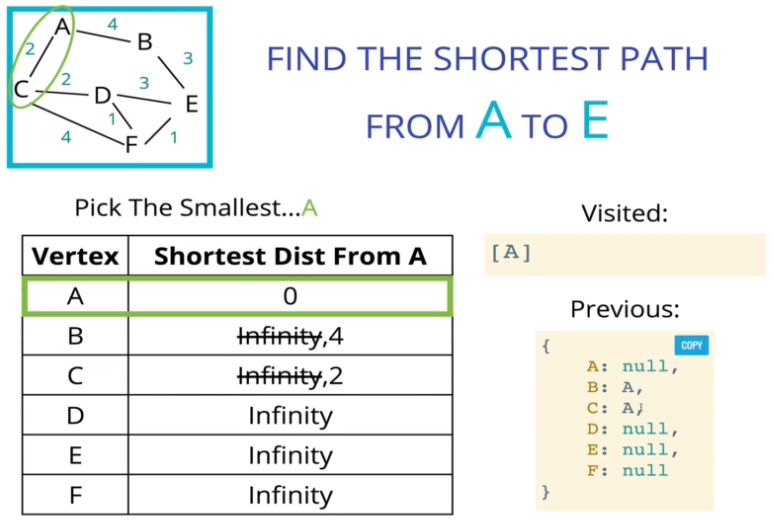 A 4 B
2 3
C 2 D 3 E
1
4 F 1
FIND THE SHORTEST PATH
FROM A TO E
Pick The Smallest...A
Vertex Shortest Dist From A
A 0
B Infinity,4
C Infinity,2
D Infinity
E Infinity
F Infinity
Visited:
[A]
Previous:
COPY
{
A: null,
B: A,
C: A,
D: null,
E: null,
F: null
}